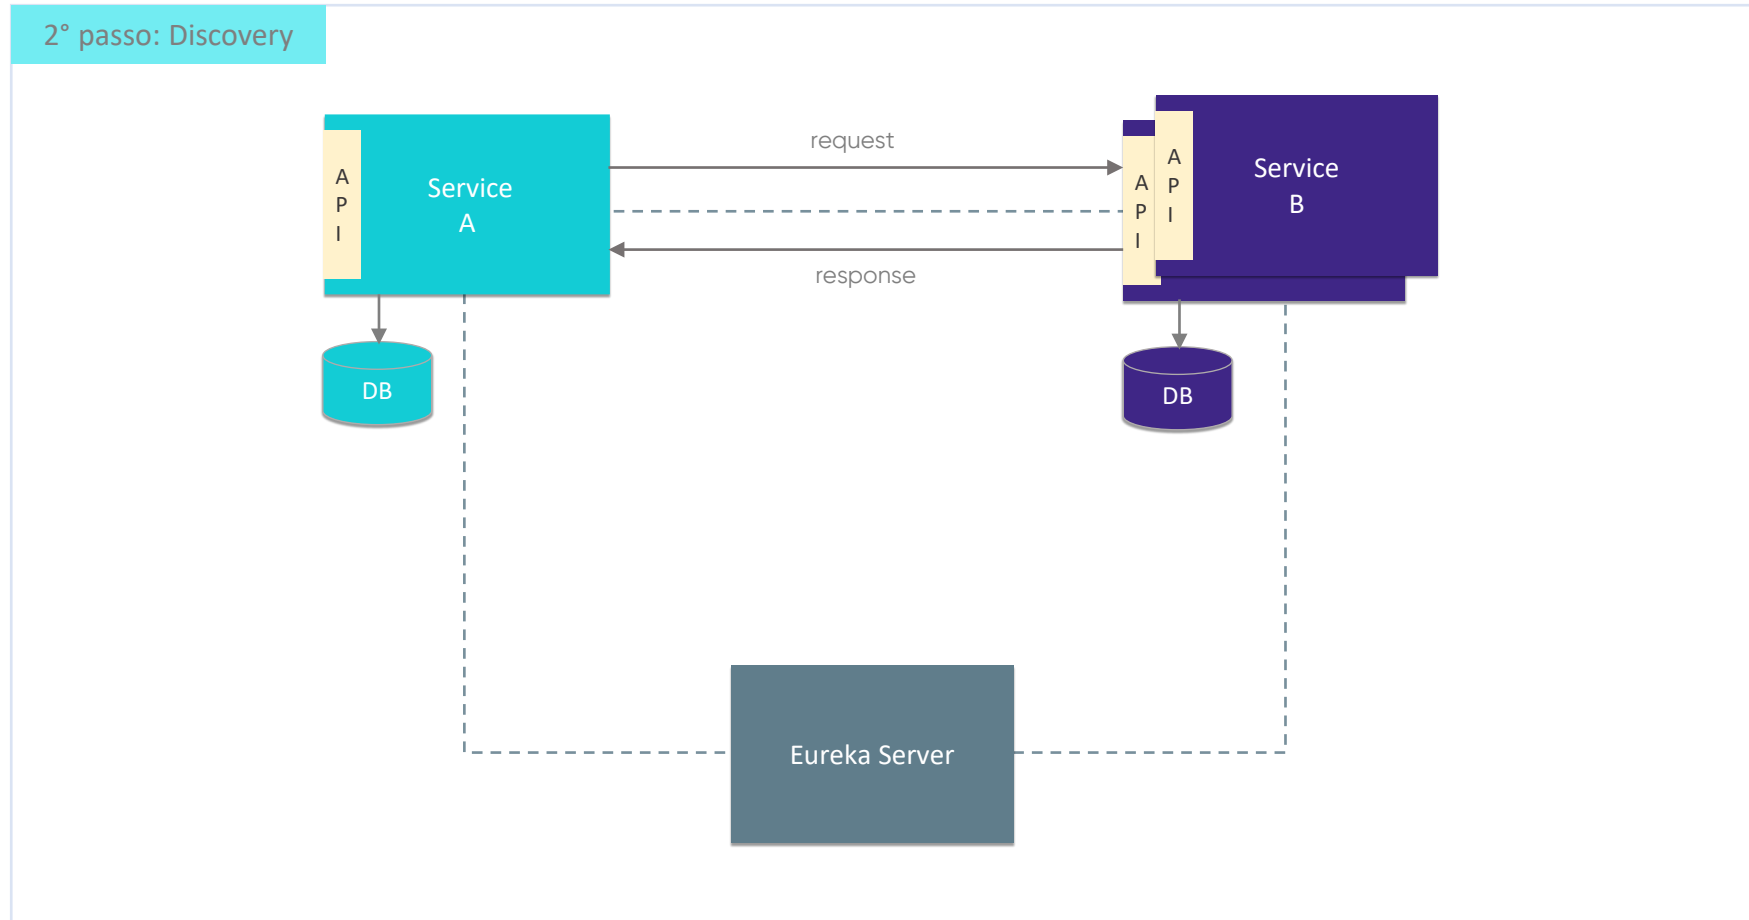 2° passo: Discovery
A
P
I
Service
A
request
response
A
P
I
A
P
I
Service
B
DB
DB
Eureka Server